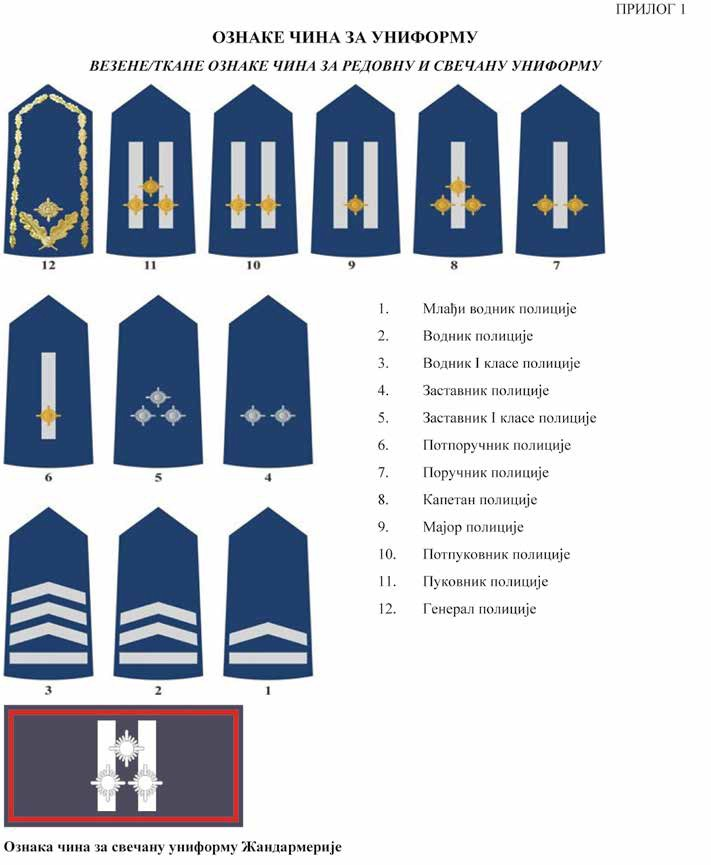 ПРИЛОГ 1
ОЗНАКЕ ЧИНА ЗА УНИФОРМУ
ВЕЗЕНЕ/ТКАНЕ ОЗНАКЕ ЧИНА ЗА РЕДОВНУ И СВЕЧАНУ УНИФОРМУ
12 11 10 9 8 7
1. Млађи водник полиције
2. Водник полиције
3. Водник I класе полиције
4. Заставник полиције
5. Заставник I класе полиције
6. Потпоручник полиције
7. Поручник полиције
8. Капетан полиције
9. Мајор полиције
10. Потпуковник полиције
11. Пуковник полиције
12. Генерал полиције
6 5 4
3 2 1
Ознака чина за свечану униформу Жандармерије